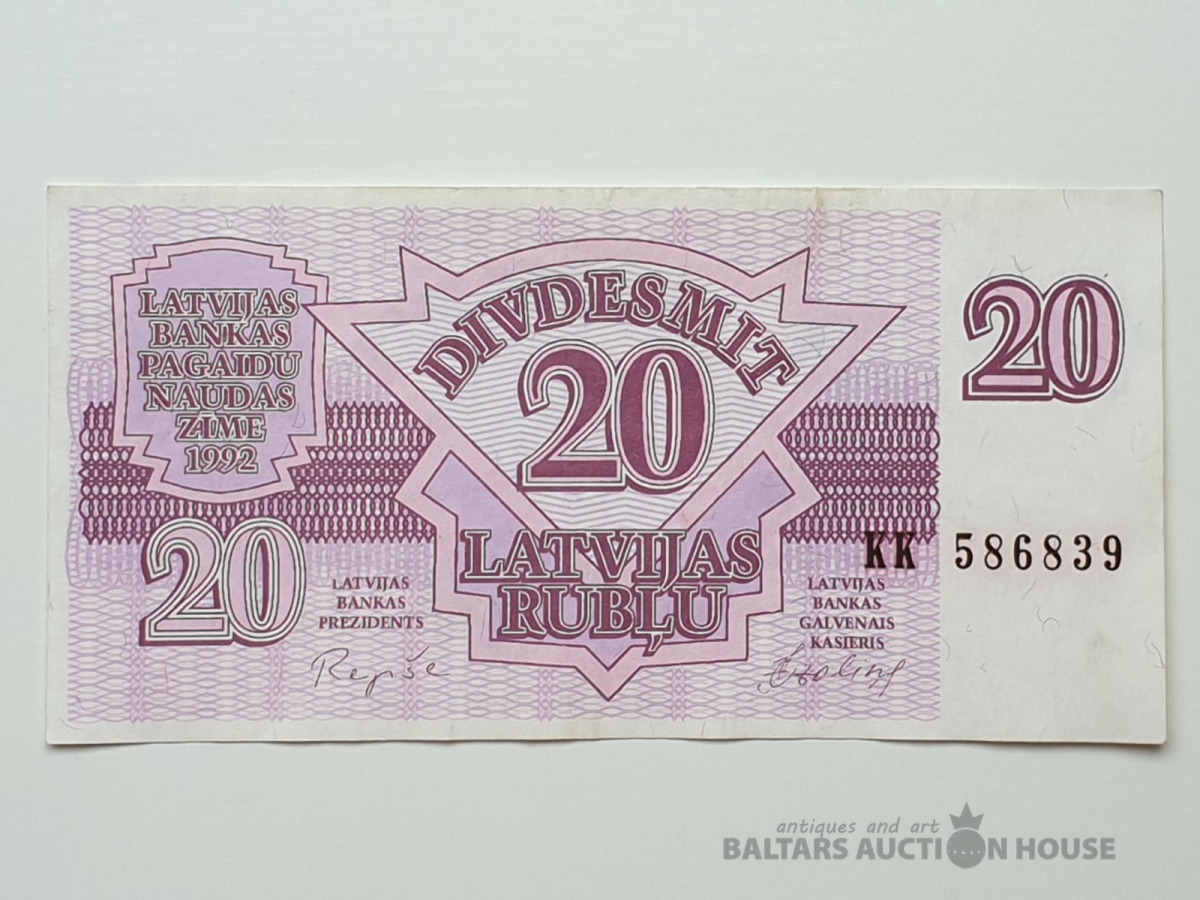 LATVIJAS
BANKAS
PAGAIDU
NAUDAS
ZĪME
1992
DIVDESMIT
20
LATVIJAS
RUBĻU
20
20
KK 586839
LATVIJAS
BANKAS
PREZIDENTS
Repše
LATVIJAS
BANKAS
GALVENAIS
KASIERIS
antiques and art
BALTARS AUCTION HOUSE